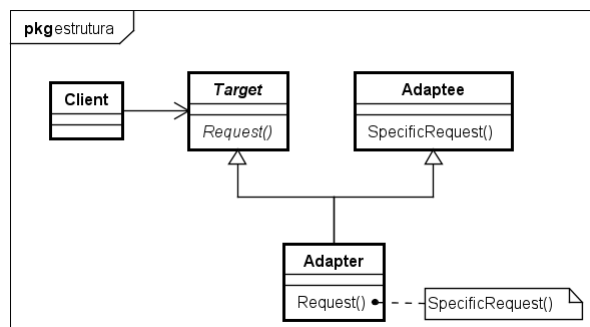 pkg estrutura
Client
Target
Request()
Adaptee
SpecificRequest()
Adapter
Request()
SpecificRequest()